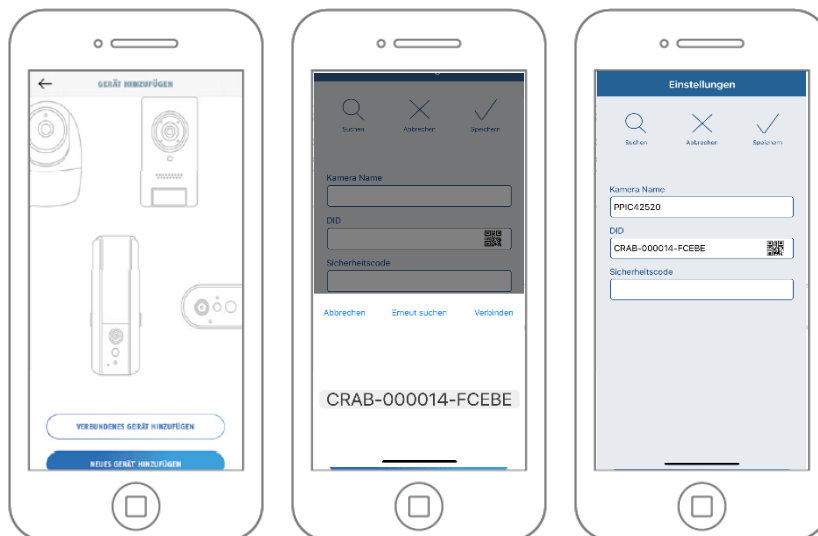 GERÄT HINZUFÜGEN
VERBUNDENES GERÄT HINZUFÜGEN
NEUES GERÄT HINZUFÜGEN
Suchen Abbrechen Speichern
Kamera Name
DID
Sicherheitscode
Abbrechen Erneut suchen Verbinden
CRAB-000014-FCEBE
Einstellungen
Suchen Abbrechen Speichern
Kamera Name
PPIC42520
DID
CRAB-000014-FCEBE
Sicherheitscode